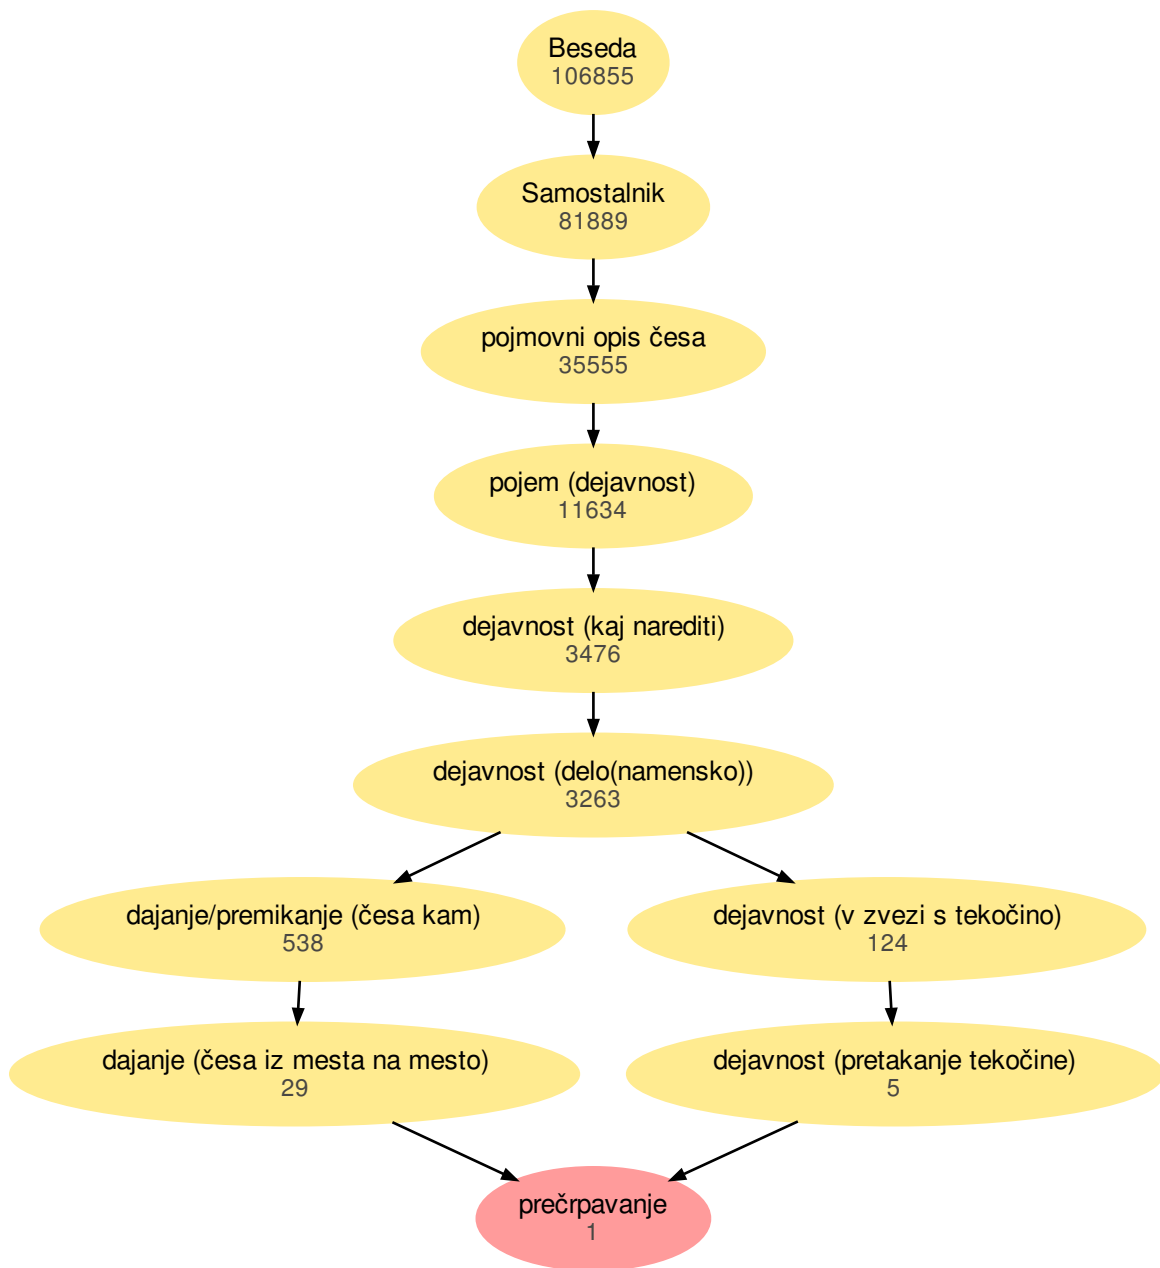 Beseda
106855
Samostalnik
81889
pojmovni opis česa
35555
pojem (dejavnost)
11634
dejavnost (kaj narediti)
3476
dejavnost (delo(namensko))
3263
dajanje/premikanje (česa kam)
538
dejavnost (v zvezi s tekočino)
124
dajanje (česa iz mesta na mesto)
29
dejavnost (pretakanje tekočine)
5
prečrpavanje
1